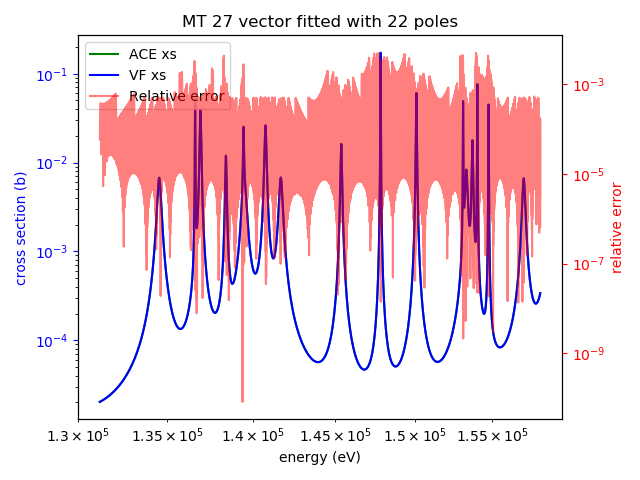 MT 27 vector fitted with 22 poles
ACE xs
VF xs
Relative error
10⁻¹
10⁻²
10⁻³
10⁻⁴
cross section (b)
10⁻³
10⁻⁵
10⁻⁷
10⁻⁹
relative error
1.3 × 10⁵ 1.35 × 10⁵ 1.4 × 10⁵ 1.45 × 10⁵ 1.5 × 10⁵ 1.55 × 10⁵
energy (eV)